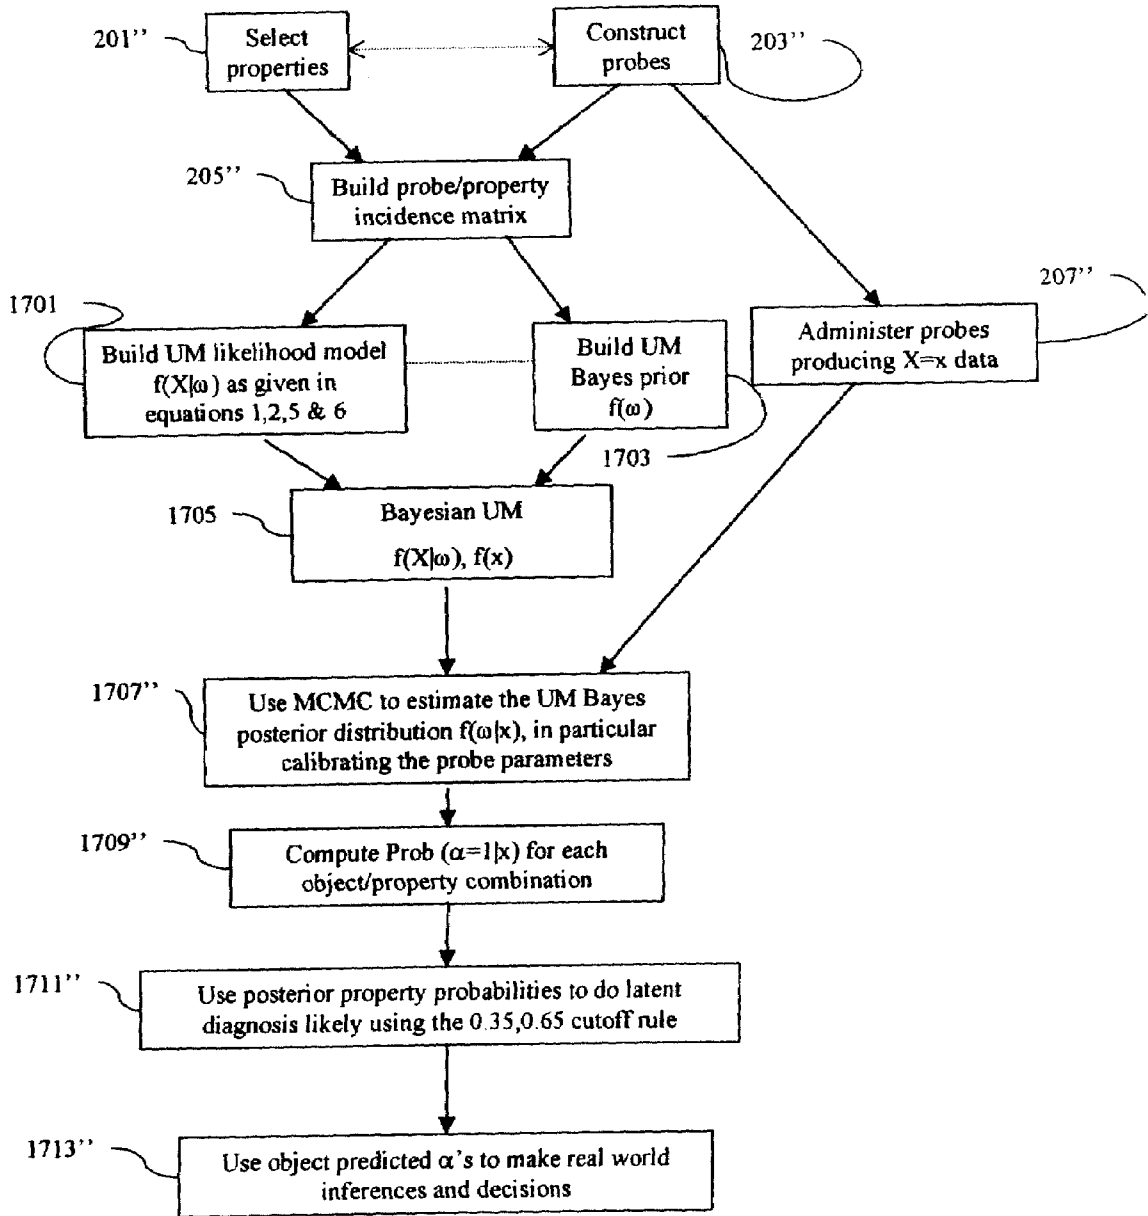 201’’
Select
properties
Construct
probes
203’’
205’’
Build probe/property
incidence matrix
1701
Build UM likelihood model
f(X|ω) as given in
equations 1,2,5 & 6
Build UM
Bayes prior
f(ω)
1703
207’’
Administer probes
producing X=x data
1705
Bayesian UM
f(X|ω), f(x)
1707’’
Use MCMC to estimate the UM Bayes
posterior distribution f(ω|x), in particular
calibrating the probe parameters
1709’’
Compute Prob (α=1|x) for each
object/property combination
1711’’
Use posterior property probabilities to do latent
diagnosis likely using the 0.35,0.65 cutoff rule
1713’’
Use object predicted α's to make real world
inferences and decisions